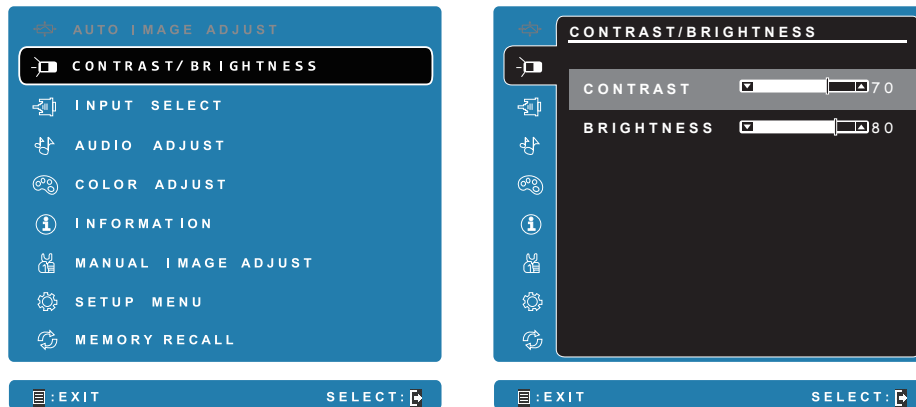 AUTO IMAGE ADJUST
CONTRAST/BRIGHTNESS
INPUT SELECT
AUDIO ADJUST
COLOR ADJUST
INFORMATION
MANUAL IMAGE ADJUST
SETUP MENU
MEMORY RECALL
:EXIT SELECT:
CONTRAST/BRIGHTNESS
CONTRAST 70
BRIGHTNESS 80
:EXIT SELECT: